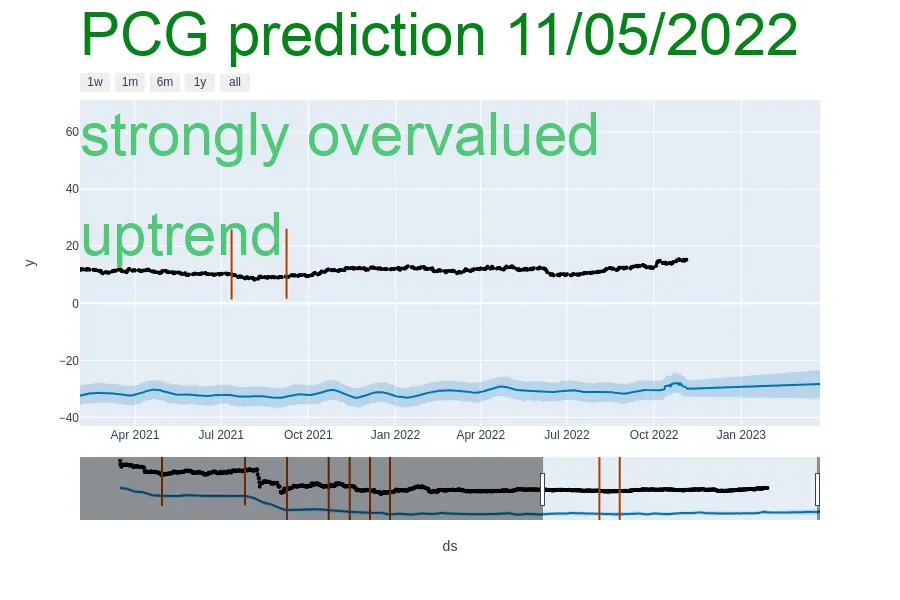 PCG prediction 11/05/2022
1w 1m 6m 1y all
strongly overvalued
uptrend
60
40
20
0
−20
−40
y
Apr 2021 Jul 2021 Oct 2021 Jan 2022 Apr 2022 Jul 2022 Oct 2022 Jan 2023
ds